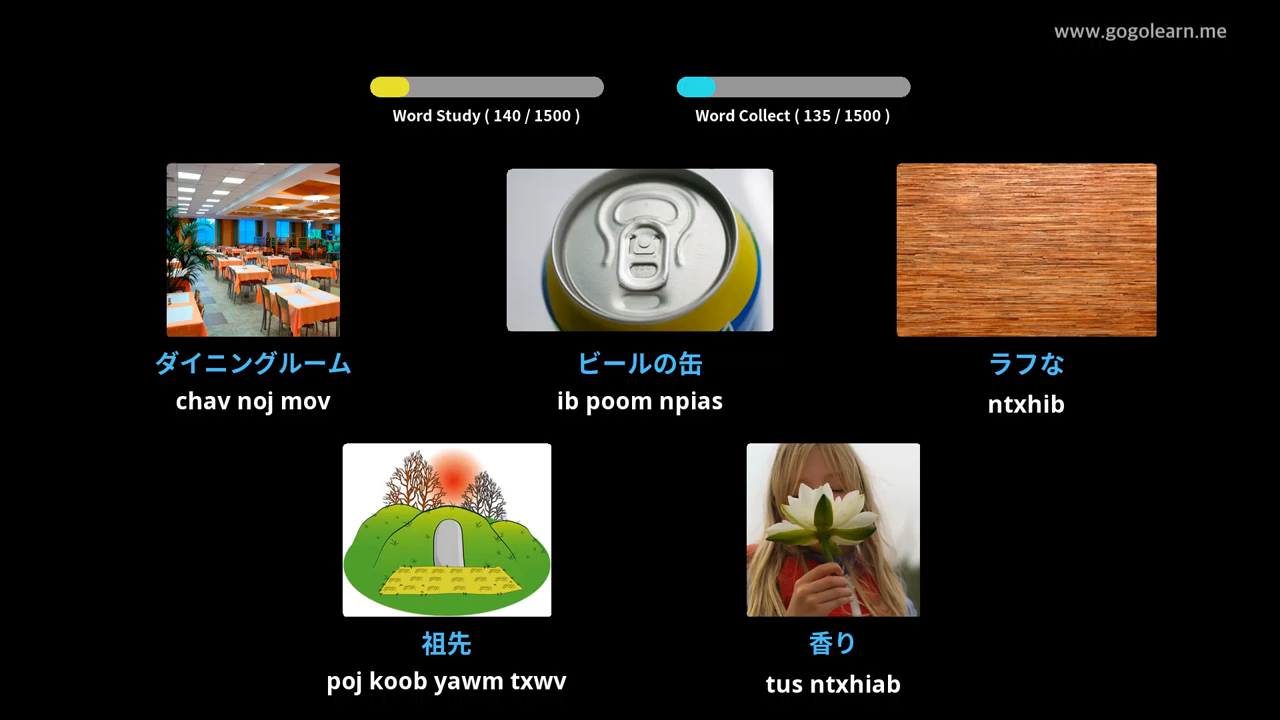 www.gogolearn.me
Word Study ( 140 / 1500 )
Word Collect ( 135 / 1500 )
ダイニングルーム
chav noj mov
ビールの缶
ib poom npias
ラフな
ntxhib
祖先
poj koob yawm txwv
香り
tus ntxhiab